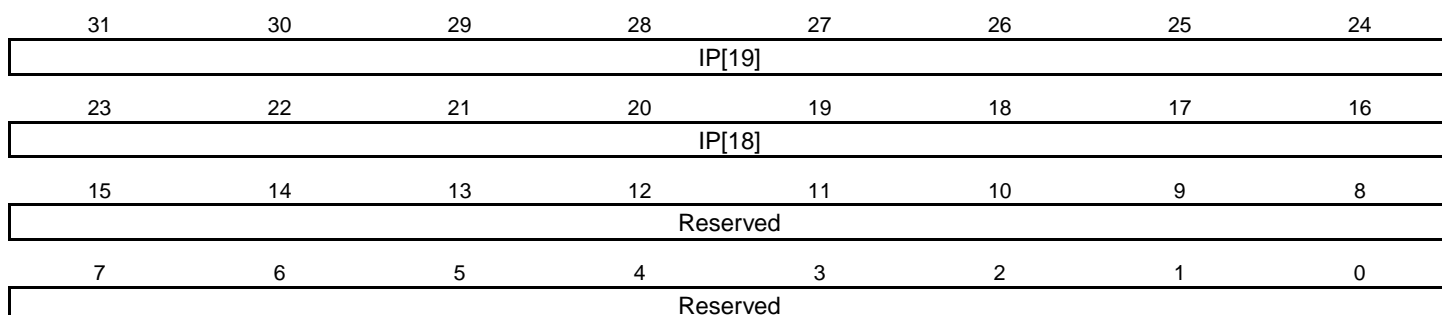 31 30 29 28 27 26 25 24
IP[19]
23 22 21 20 19 18 17 16
IP[18]
15 14 13 12 11 10 9 8
Reserved
7 6 5 4 3 2 1 0
Reserved